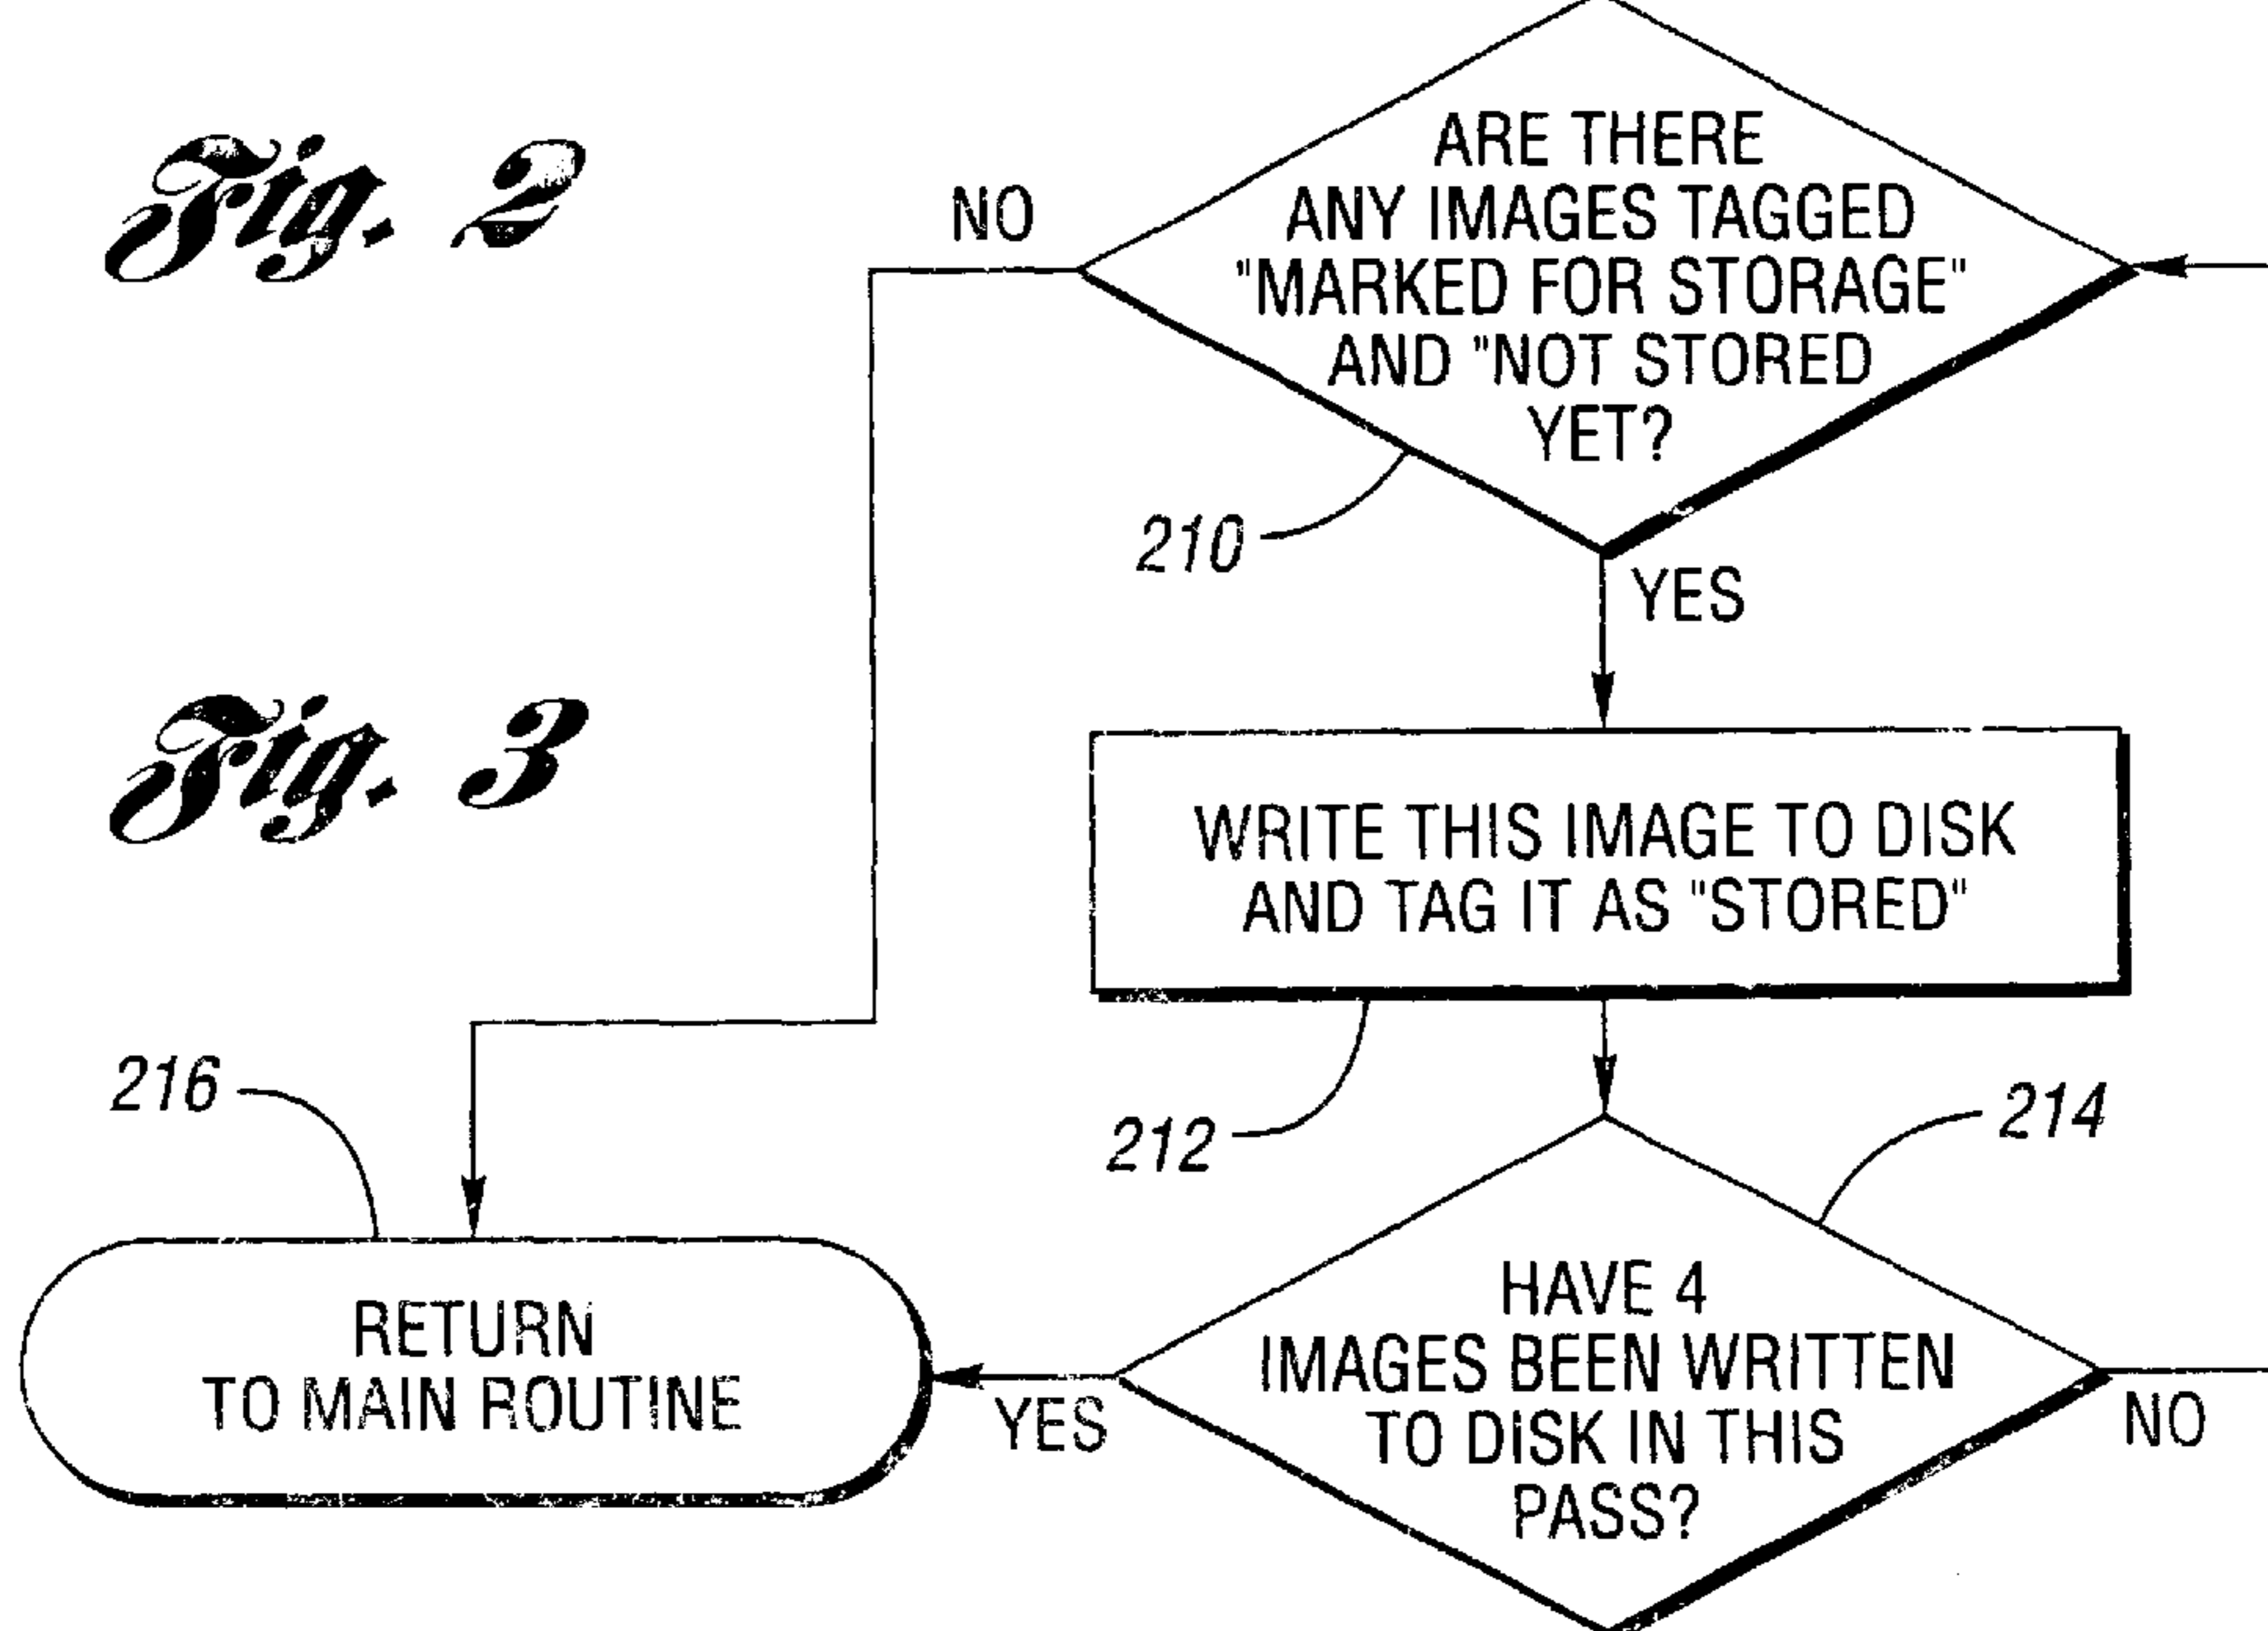 Fig. 2
NO
ARE THERE
ANY IMAGES TAGGED
"MARKED FOR STORAGE"
AND "NOT STORED
YET?
210
YES
Fig. 3
WRITE THIS IMAGE TO DISK
AND TAG IT AS "STORED"
216
212
214
RETURN
TO MAIN ROUTINE
YES
HAVE 4
IMAGES BEEN WRITTEN
TO DISK IN THIS
PASS?
NO